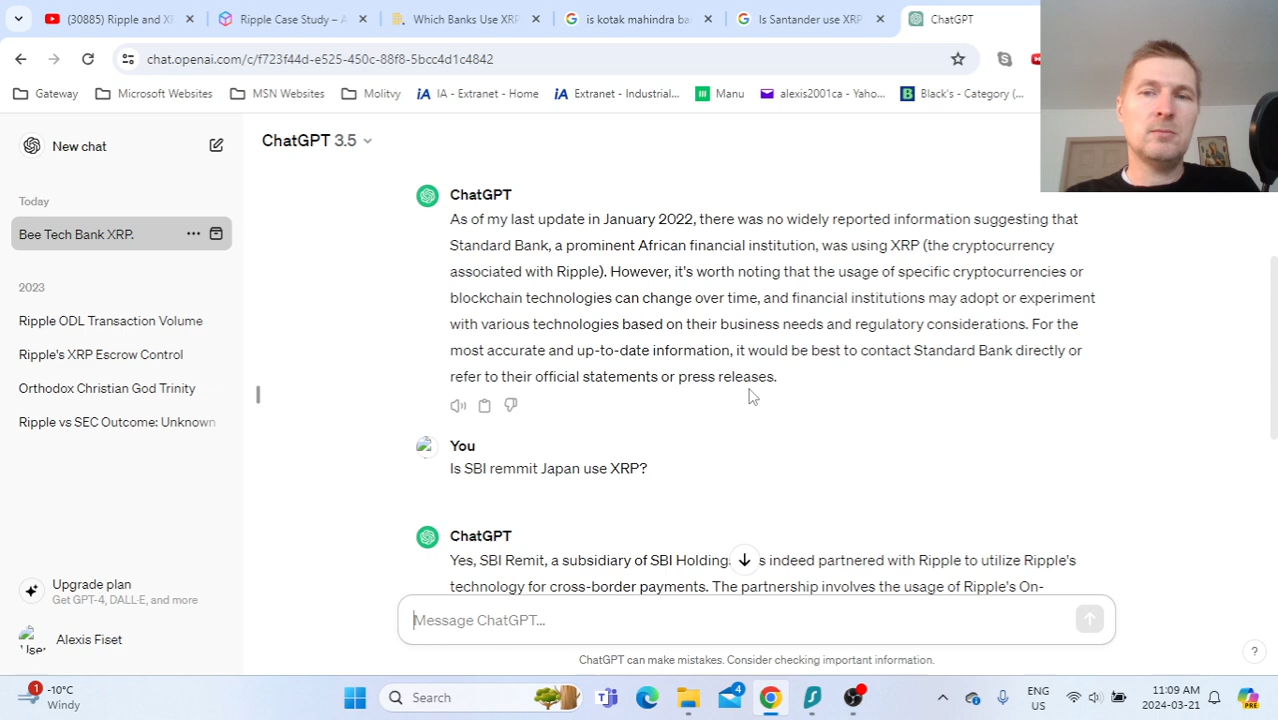 (30885) Ripple and XF
Ripple Case Study – A
Which Banks Use XRP
is kotak mahindra ba
Is Santander use XRP
ChatGPT
chat.openai.com/c/f723f44d-e525-450c-88f8-5bcc4d1c4842
Gateway
Microsoft Websites
MSN Websites
Molitvy
iA IA - Extranet - Home
iA Extranet - Industrial...
Manu
alexis2001ca - Yaho...
B Black's - Category (...
New chat
Today
Bee Tech Bank XRP.
2023
Ripple ODL Transaction Volume
Ripple's XRP Escrow Control
Orthodox Christian God Trinity
Ripple vs SEC Outcome: Unknown
Upgrade plan
Get GPT-4, DALL·E, and more
User
Alexis Fiset
ChatGPT 3.5
ChatGPT
As of my last update in January 2022, there was no widely reported information suggesting that
Standard Bank, a prominent African financial institution, was using XRP (the cryptocurrency
associated with Ripple). However, it's worth noting that the usage of specific cryptocurrencies or
blockchain technologies can change over time, and financial institutions may adopt or experiment
with various technologies based on their business needs and regulatory considerations. For the
most accurate and up-to-date information, it would be best to contact Standard Bank directly or
refer to their official statements or press releases.
You
Is SBI remmit Japan use XRP?
ChatGPT
Yes, SBI Remit, a subsidiary of SBI Holding s indeed partnered with Ripple to utilize Ripple's
technology for cross-border payments. The partnership involves the usage of Ripple's On-
Message ChatGPT...
ChatGPT can make mistakes. Consider checking important information.
?
1
-10°C
Windy
Search
4
ENG
US
11:09 AM
2024-03-21
PRE